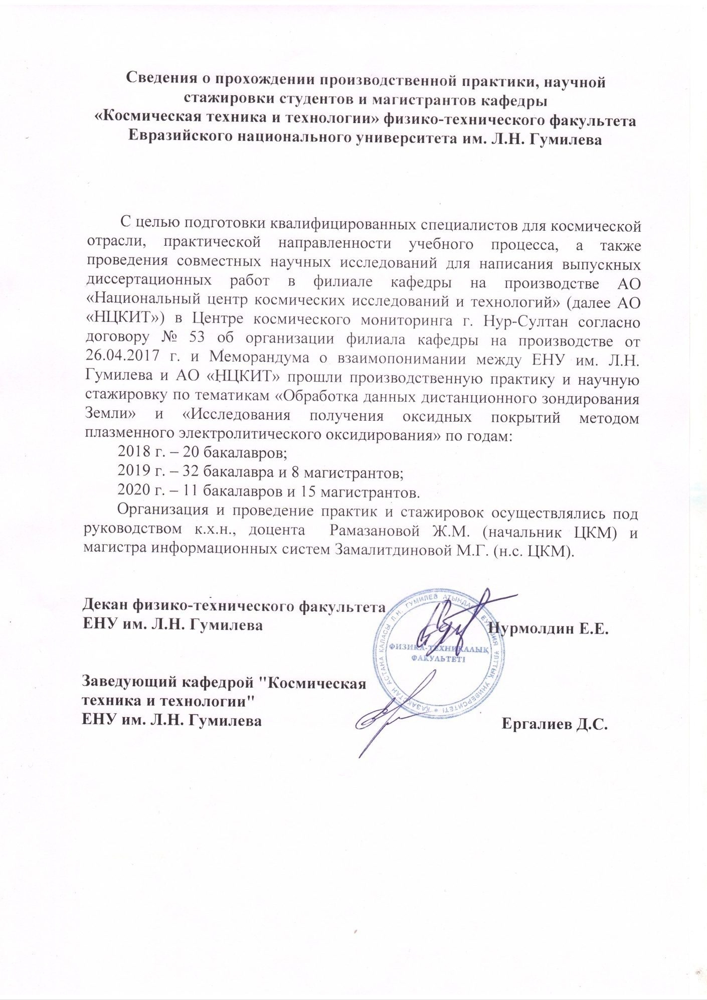 Сведения о прохождении производственной практики, научной
стажировки студентов и магистрантов кафедры
«Космическая техника и технологии» физико-технического факультета
Евразийского национального университета им. Л.Н. Гумилева
С целью подготовки квалифицированных специалистов для космической
отрасли, практической направленности учебного процесса, а также
проведения совместных научных исследований для написания выпускных
диссертационных работ в филиале кафедры на производстве АО
«Национальный центр космических исследований и технологий» (далее АО
«НЦКИТ») в Центре космического мониторинга г. Нур-Султан согласно
договору № 53 об организации филиала кафедры на производстве от
26.04.2017 г. и Меморандума о взаимопонимании между ЕНУ им. Л.Н.
Гумилева и АО «НЦКИТ» прошли производственную практику и научную
стажировку по тематикам «Обработка данных дистанционного зондирования
Земли» и «Исследования получения оксидных покрытий методом
плазменного электролитического оксидирования» по годам:
2018 г. – 20 бакалавров;
2019 г. – 32 бакалавра и 8 магистрантов;
2020 г. – 11 бакалавров и 15 магистрантов.
Организация и проведение практик и стажировок осуществлялись под
руководством к.х.н., доцента Рамазановой Ж.М. (начальник ЦКМ) и
магистра информационных систем Замалитдиновой М.Г. (н.с. ЦКМ).
Декан физико-технического факультета
ЕНУ им. Л.Н. Гумилева Нурмолдин Е.Е.
ҚАЗАҚСТАН АСТАНА ҚАЛАСЫ Л.Н. ГУМИЛЕВ АТЫНДАҒЫ ЕУРАЗИЯ ҰЛТТЫҚ УНИВЕРСИТЕТІ *
ФИЗИКА-ТЕХНИКАЛЫҚ
ФАКУЛЬТЕТІ
Заведующий кафедрой "Космическая
техника и технологии"
ЕНУ им. Л.Н. Гумилева Ергалиев Д.С.